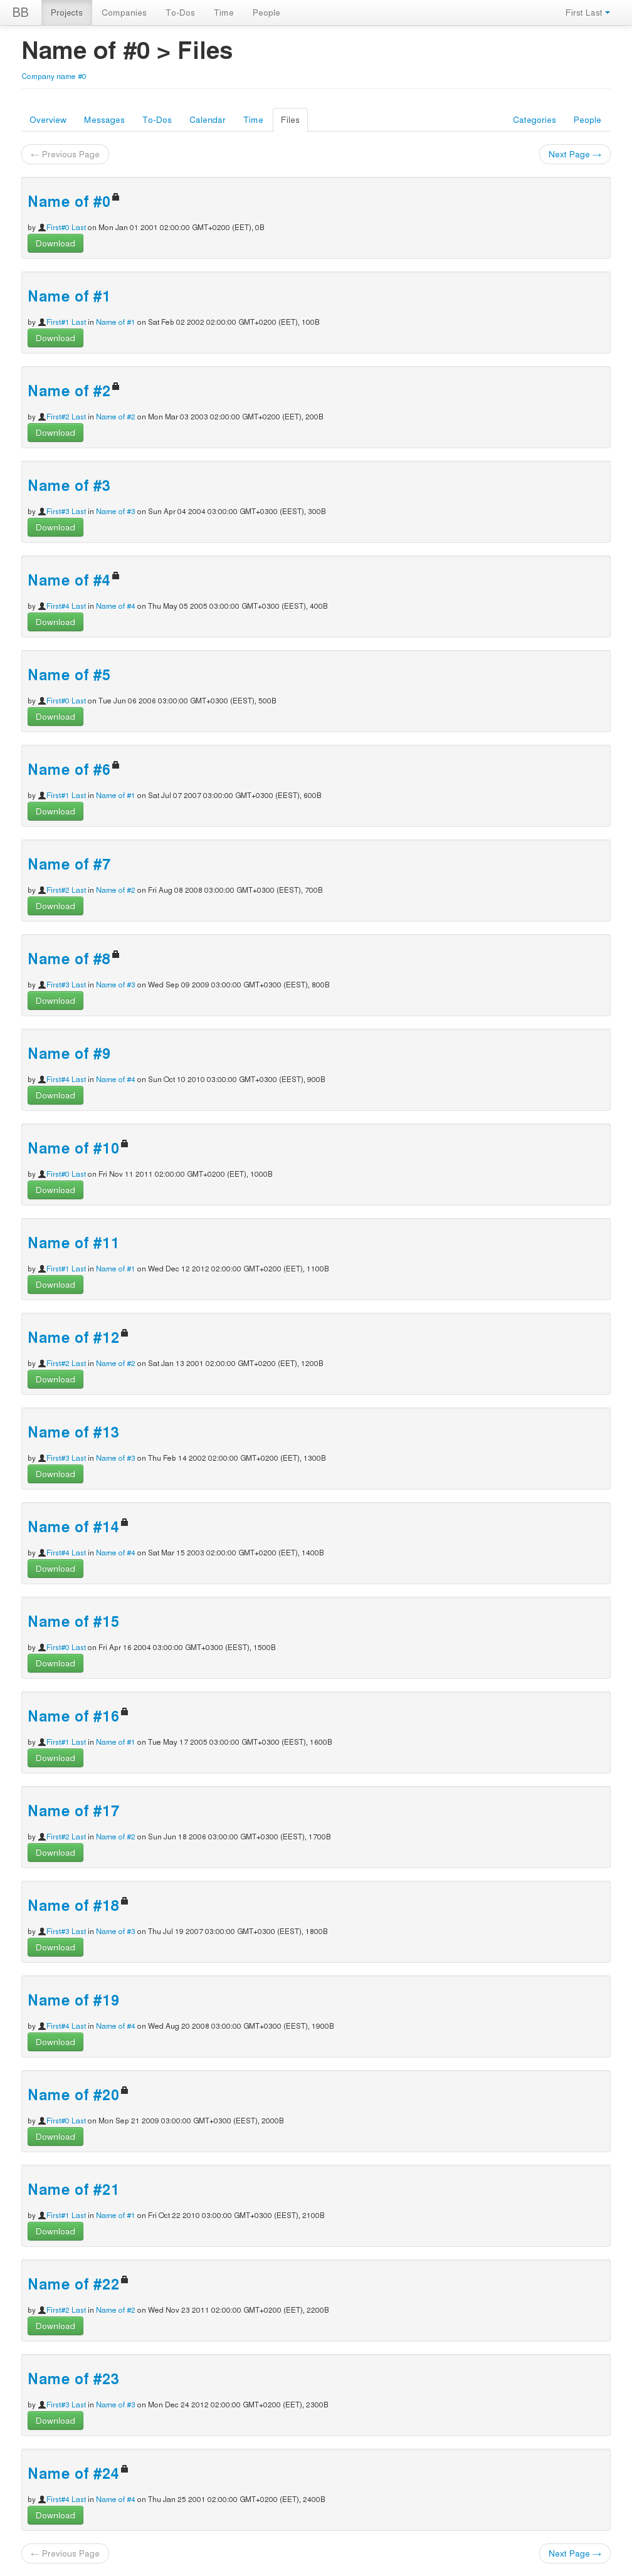 BB Projects Companies To-Dos Time People First Last
Name of #0 > Files
Company name #0
Overview Messages To-Dos Calendar Time Files Categories People
← Previous Page Next Page →
Name of #0
by First#0 Last on Mon Jan 01 2001 02:00:00 GMT+0200 (EET), 0B
Download
Name of #1
by First#1 Last in Name of #1 on Sat Feb 02 2002 02:00:00 GMT+0200 (EET), 100B
Download
Name of #2
by First#2 Last in Name of #2 on Mon Mar 03 2003 02:00:00 GMT+0200 (EET), 200B
Download
Name of #3
by First#3 Last in Name of #3 on Sun Apr 04 2004 03:00:00 GMT+0300 (EEST), 300B
Download
Name of #4
by First#4 Last in Name of #4 on Thu May 05 2005 03:00:00 GMT+0300 (EEST), 400B
Download
Name of #5
by First#0 Last on Tue Jun 06 2006 03:00:00 GMT+0300 (EEST), 500B
Download
Name of #6
by First#1 Last in Name of #1 on Sat Jul 07 2007 03:00:00 GMT+0300 (EEST), 600B
Download
Name of #7
by First#2 Last in Name of #2 on Fri Aug 08 2008 03:00:00 GMT+0300 (EEST), 700B
Download
Name of #8
by First#3 Last in Name of #3 on Wed Sep 09 2009 03:00:00 GMT+0300 (EEST), 800B
Download
Name of #9
by First#4 Last in Name of #4 on Sun Oct 10 2010 03:00:00 GMT+0300 (EEST), 900B
Download
Name of #10
by First#0 Last on Fri Nov 11 2011 02:00:00 GMT+0200 (EET), 1000B
Download
Name of #11
by First#1 Last in Name of #1 on Wed Dec 12 2012 02:00:00 GMT+0200 (EET), 1100B
Download
Name of #12
by First#2 Last in Name of #2 on Sat Jan 13 2001 02:00:00 GMT+0200 (EET), 1200B
Download
Name of #13
by First#3 Last in Name of #3 on Thu Feb 14 2002 02:00:00 GMT+0200 (EET), 1300B
Download
Name of #14
by First#4 Last in Name of #4 on Sat Mar 15 2003 02:00:00 GMT+0200 (EET), 1400B
Download
Name of #15
by First#0 Last on Fri Apr 16 2004 03:00:00 GMT+0300 (EEST), 1500B
Download
Name of #16
by First#1 Last in Name of #1 on Tue May 17 2005 03:00:00 GMT+0300 (EEST), 1600B
Download
Name of #17
by First#2 Last in Name of #2 on Sun Jun 18 2006 03:00:00 GMT+0300 (EEST), 1700B
Download
Name of #18
by First#3 Last in Name of #3 on Thu Jul 19 2007 03:00:00 GMT+0300 (EEST), 1800B
Download
Name of #19
by First#4 Last in Name of #4 on Wed Aug 20 2008 03:00:00 GMT+0300 (EEST), 1900B
Download
Name of #20
by First#0 Last on Mon Sep 21 2009 03:00:00 GMT+0300 (EEST), 2000B
Download
Name of #21
by First#1 Last in Name of #1 on Fri Oct 22 2010 03:00:00 GMT+0300 (EEST), 2100B
Download
Name of #22
by First#2 Last in Name of #2 on Wed Nov 23 2011 02:00:00 GMT+0200 (EET), 2200B
Download
Name of #23
by First#3 Last in Name of #3 on Mon Dec 24 2012 02:00:00 GMT+0200 (EET), 2300B
Download
Name of #24
by First#4 Last in Name of #4 on Thu Jan 25 2001 02:00:00 GMT+0200 (EET), 2400B
Download
← Previous Page Next Page →